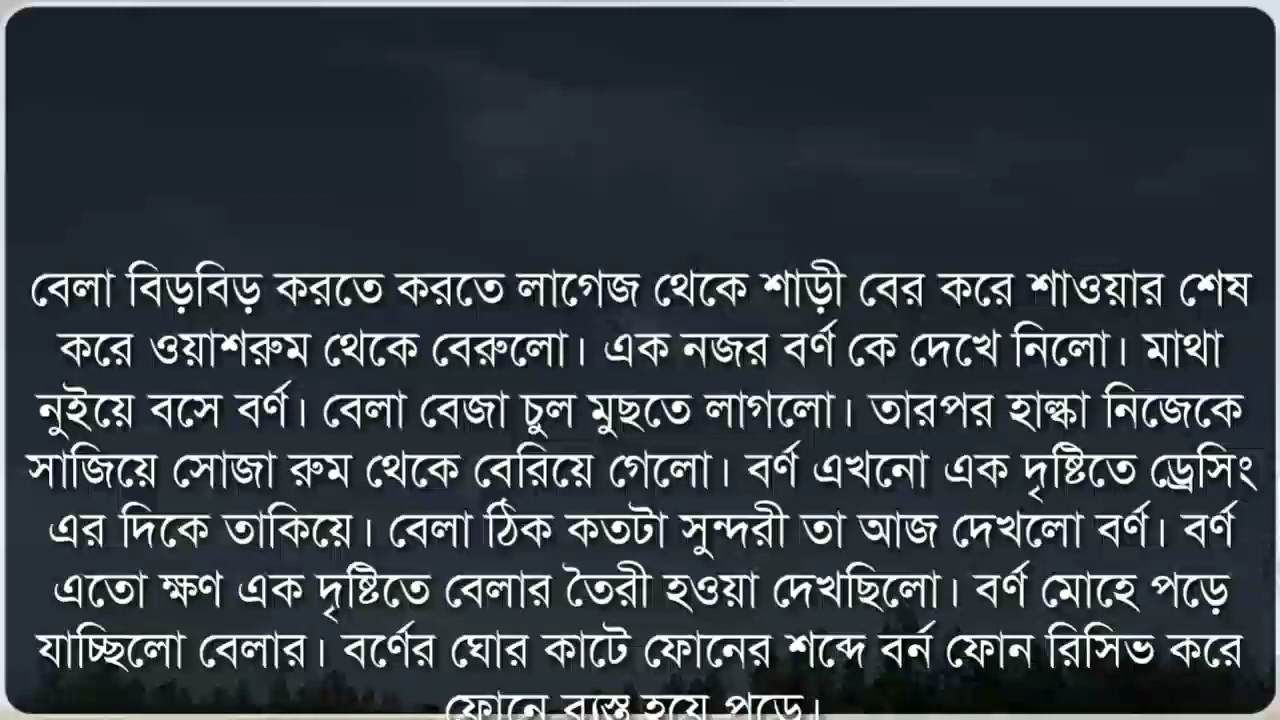 বেলা বিড়বিড় করতে করতে লাগেজ থেকে শাড়ী বের করে শাওয়ার শেষ
করে ওয়াশরুম থেকে বেরুলো। এক নজর বর্ণ কে দেখে নিলো। মাথা
নুইয়ে বসে বর্ণ। বেলা বেজা চুল মুছতে লাগলো। তারপর হাল্কা নিজেকে
সাজিয়ে সোজা রুম থেকে বেরিয়ে গেলো। বর্ণ এখনো এক দৃষ্টিতে ড্রেসিং
এর দিকে তাকিয়ে। বেলা ঠিক কতটা সুন্দরী তা আজ দেখলো বর্ণ। বর্ণ
এতো ক্ষণ এক দৃষ্টিতে বেলার তৈরী হওয়া দেখছিলো। বর্ণ মোহে পড়ে
যাচ্ছিলো বেলার। বর্ণের ঘোর কাটে ফোনের শব্দে বর্ন ফোন রিসিভ করে
ফোনে ব্যস্ত হয়ে পড়ে।